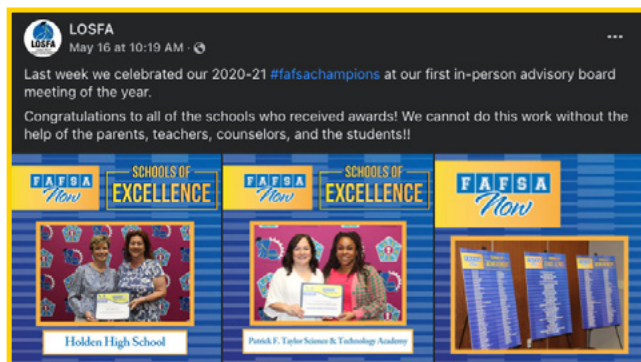 LOSFA
May 16 at 10:19 AM ·
Last week we celebrated our 2020-21 #fafsachampions at our first in-person advisory board
meeting of the year.
Congratulations to all of the schools who received awards! We cannot do this work without the
help of the parents, teachers, counselors, and the students!!
FAFSA
Now
SCHOOLS OF
EXCELLENCE
Holden High School
FAFSA
Now
SCHOOLS OF
EXCELLENCE
Patrick F. Taylor Science & Technology Academy
FAFSA
Now